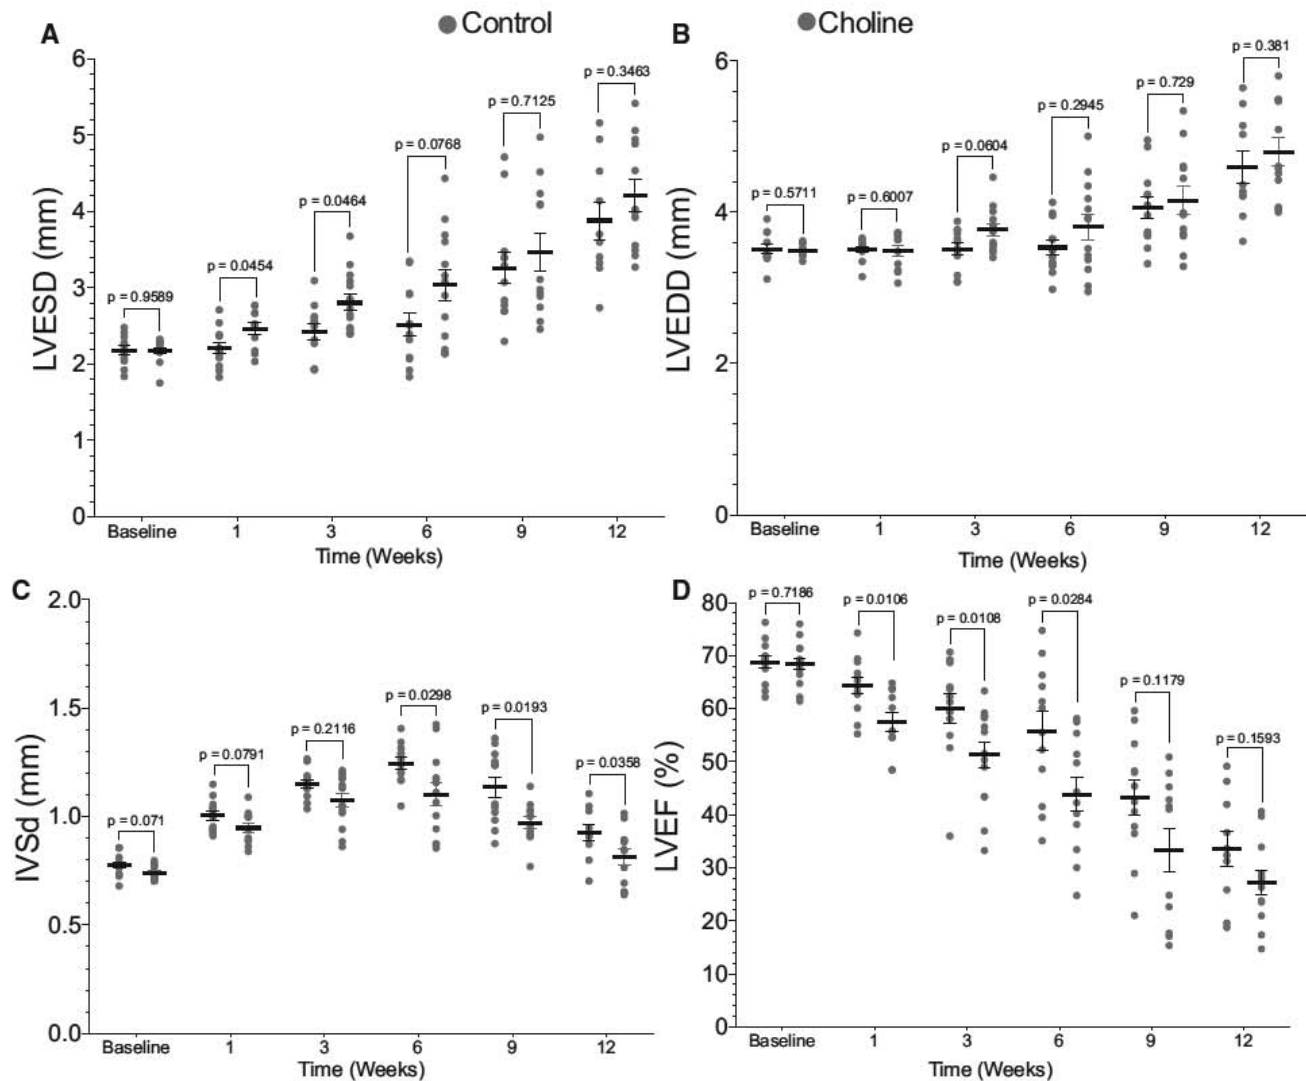 Control
Choline
A
LVESD (mm)
6
5
4
3
2
1
0
p = 0.9589
p = 0.0454
p = 0.0464
p = 0.0768
p = 0.7125
p = 0.3463
Baseline 1 3 6 9 12
Time (Weeks)
B
LVEDD (mm)
6
4
2
0
p = 0.5711
p = 0.6007
p = 0.0604
p = 0.2945
p = 0.729
p = 0.381
Baseline 1 3 6 9 12
Time (Weeks)
C
IVSd (mm)
2.0
1.5
1.0
0.5
0.0
p = 0.071
p = 0.0791
p = 0.2116
p = 0.0298
p = 0.0193
p = 0.0358
Baseline 1 3 6 9 12
Time (Weeks)
D
LVEF (%)
80
70
60
50
40
30
20
10
0
p = 0.7186
p = 0.0106
p = 0.0108
p = 0.0284
p = 0.1179
p = 0.1593
Baseline 1 3 6 9 12
Time (Weeks)